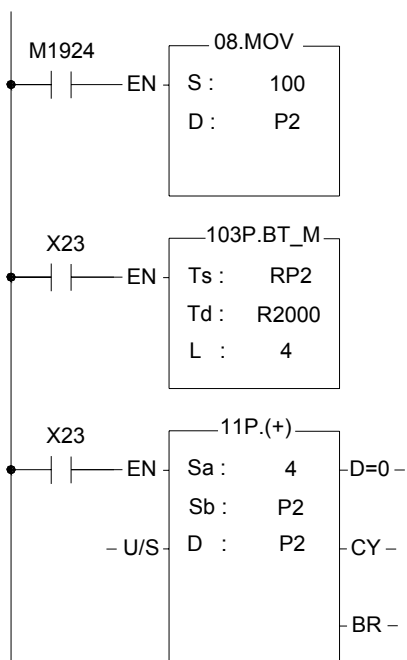 M1924
08.MOV
EN
S : 100
D : P2
X23
103P.BT_M
EN
Ts : RP2
Td : R2000
L : 4
X23
11P.(+)
EN
Sa : 4
D=0
Sb : P2
U/S
D : P2
CY
BR